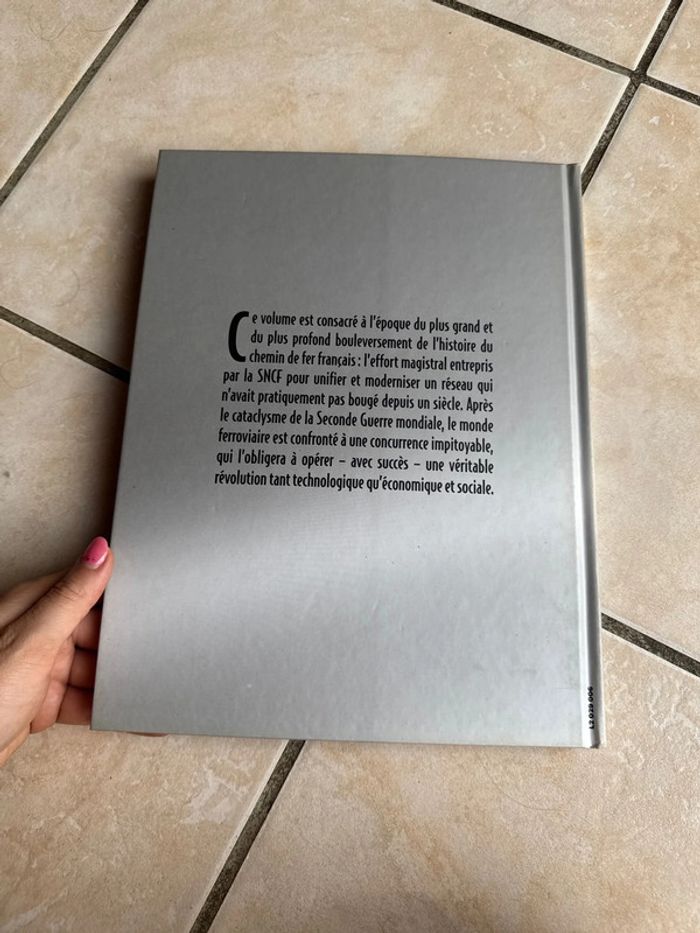 Ce volume est consacré à l'époque du plus grand et
du plus profond bouleversement de l'histoire du
chemin de fer français : l'effort magistral entrepris
par la SNCF pour unifier et moderniser un réseau qui
n'avait pratiquement pas bougé depuis un siècle. Après
le cataclysme de la Seconde Guerre mondiale, le monde
ferroviaire est confronté à une concurrence impitoyable,
qui l'obligera à opérer – avec succès – une véritable
révolution tant technologique qu'économique et sociale.
L2 029 006